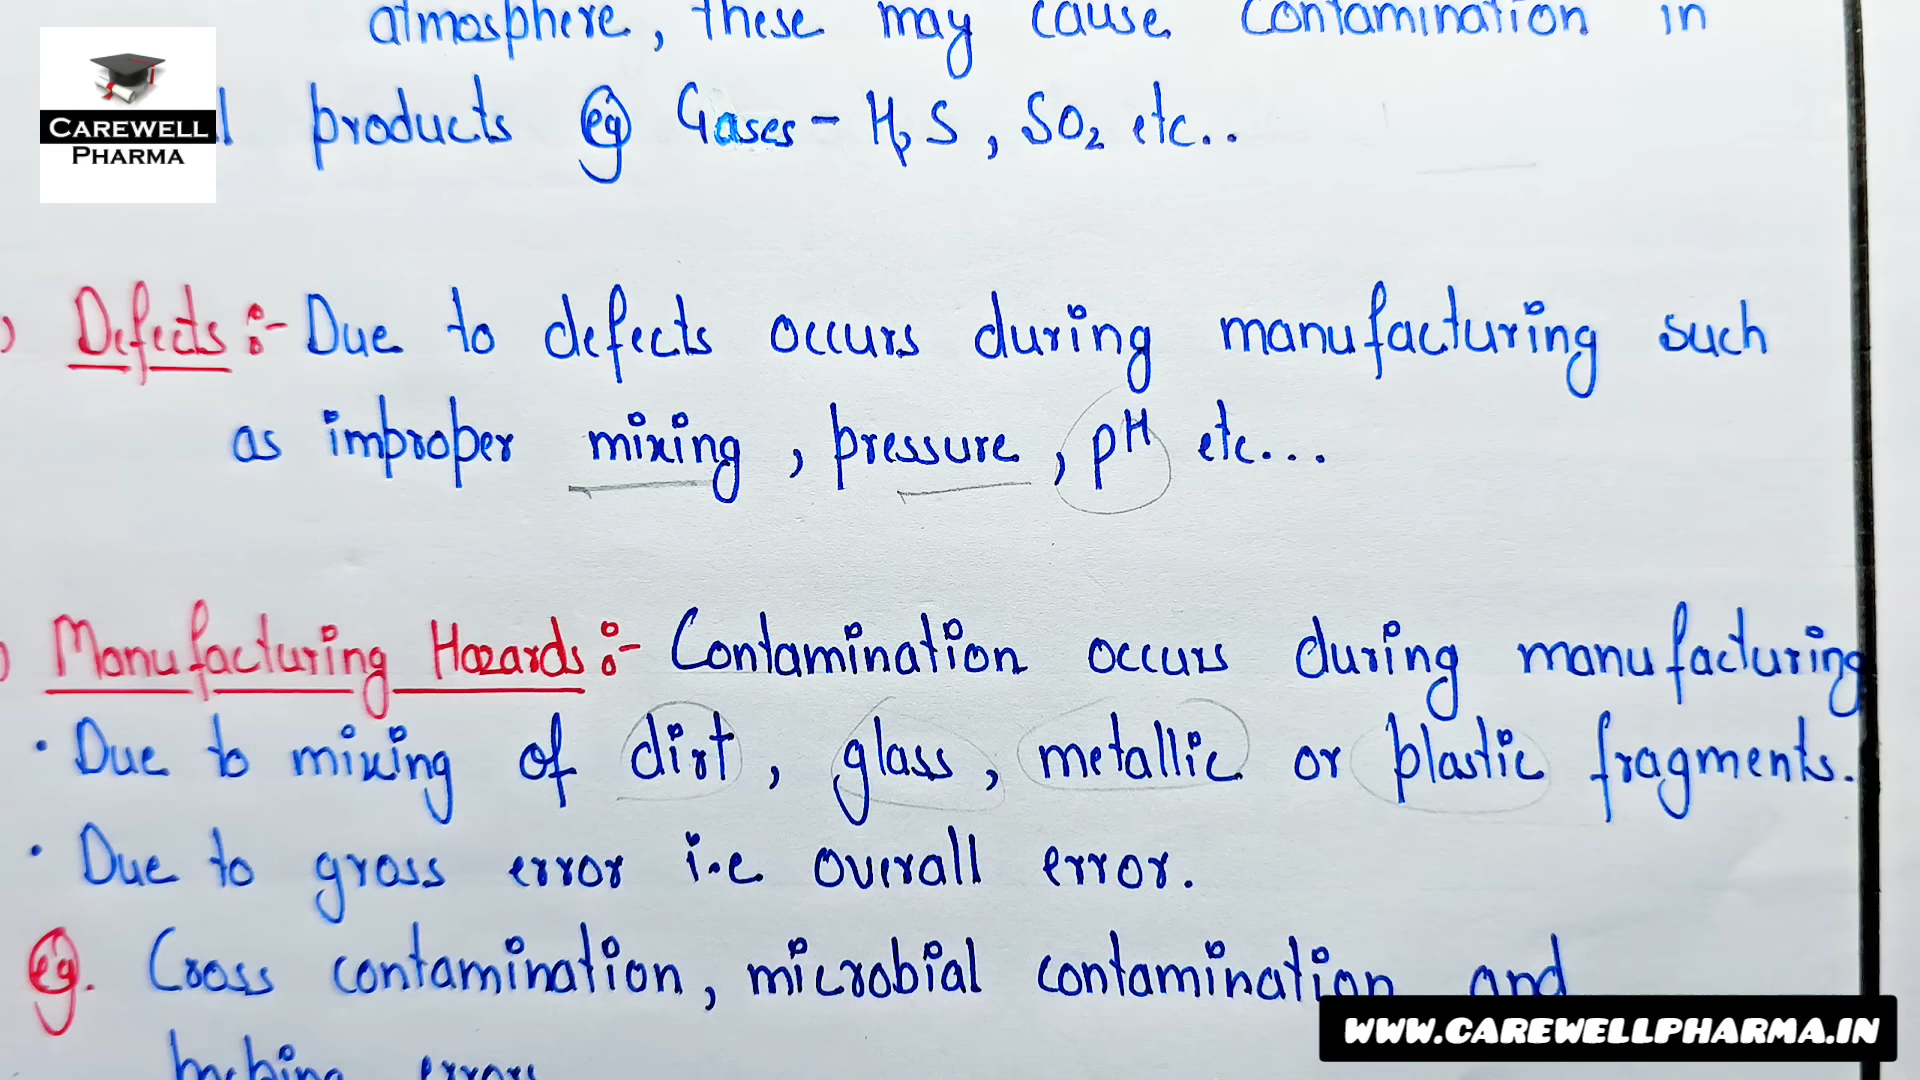 atmosphere, these may cause contamination in
products eg Gases - H2S, SO2 etc..
CAREWELL
PHARMA
Defects :- Due to defects occurs during manufacturing such
as improper mixing, pressure, pH etc...
Manufacturing Hazards :- Contamination occurs during manufacturing
• Due to mixing of dirt, glass, metallic or plastic fragments.
• Due to gross error i.e overall error.
eg. Cross contamination, microbial contamination and
WWW.CAREWELLPHARMA.IN
errors